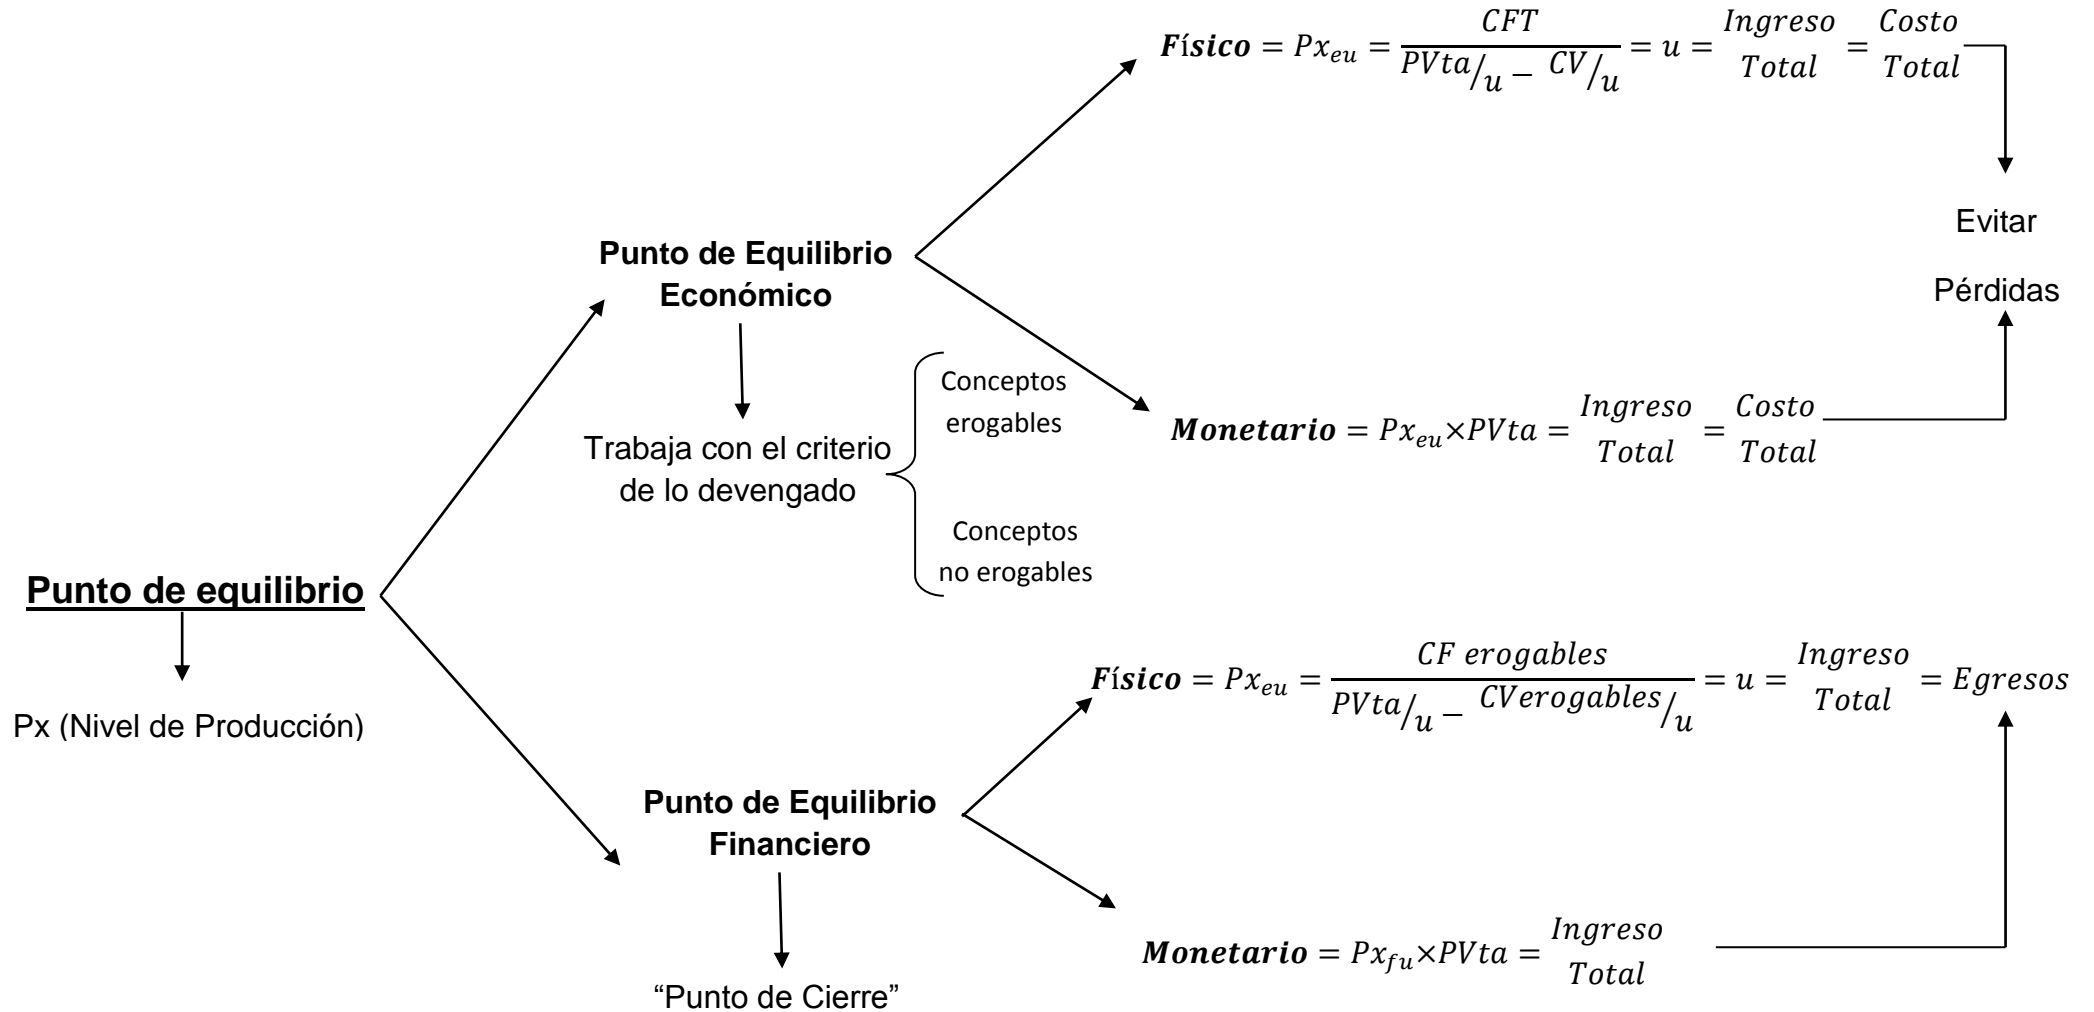 Físico = Px_eu = CFT / (PVta/u − CV/u) = u = Ingreso Total = Costo Total
Evitar
Pérdidas
Punto de Equilibrio
Económico
Trabaja con el criterio
de lo devengado
Conceptos
erogables
Conceptos
no erogables
Monetario = Px_eu×PVta = Ingreso Total = Costo Total
Punto de equilibrio
Px (Nivel de Producción)
Físico = Px_eu = CF erogables / (PVta/u − CVerogables/u) = u = Ingreso Total = Egresos
Punto de Equilibrio
Financiero
“Punto de Cierre”
Monetario = Px_fu×PVta = Ingreso Total